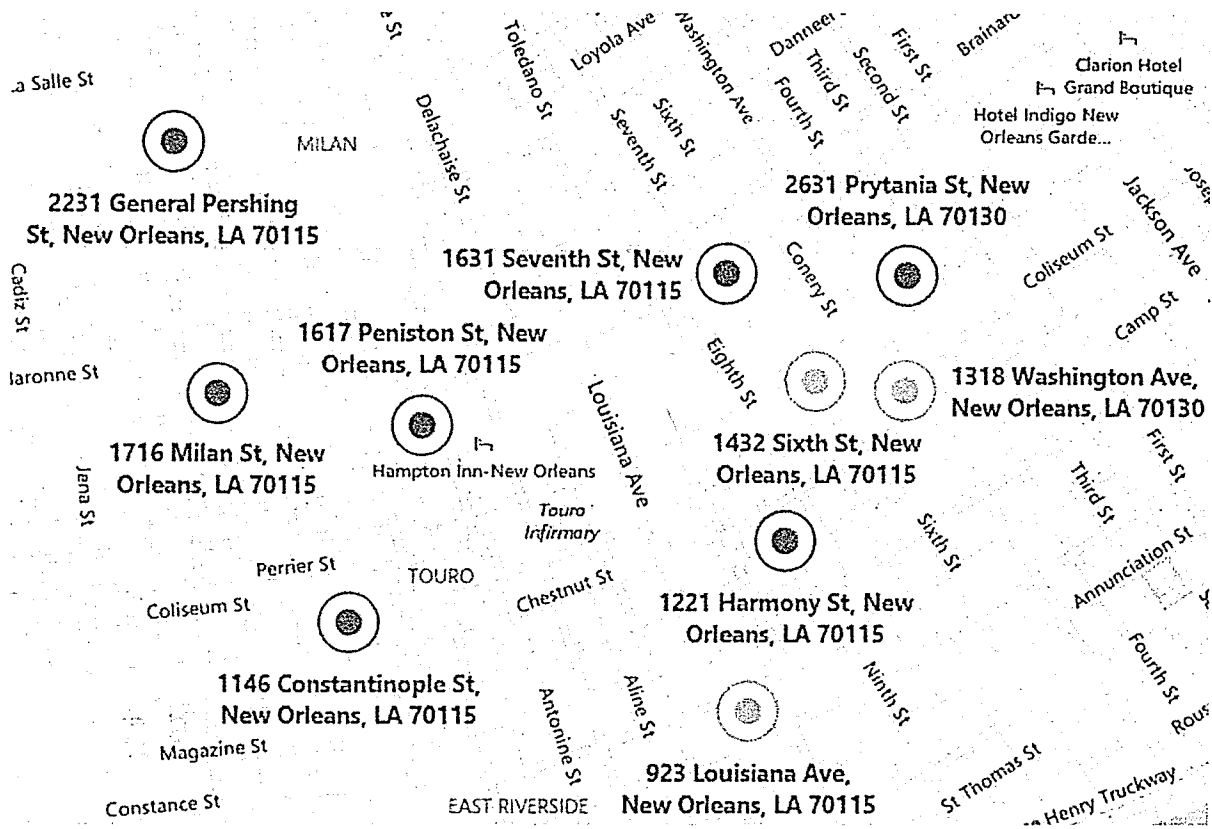 Toledano St
Loyola Ave
Washington Ave
First St
Second St
Third St
Fourth St
Clarion Hotel
Grand Boutique
Hotel Indigo New
Orleans Garde...
Delachaise St
MILAN
Sixth St
Seventh St
2231 General Pershing
St, New Orleans, LA 70115
2631 Prytania St, New
Orleans, LA 70130
Jackson Ave
Coliseum St
Camp St
1631 Seventh St, New
Orleans, LA 70115
Conery St
Cadiz St
1617 Peniston St, New
Orleans, LA 70115
Eighth St
Louisiana Ave
1318 Washington Ave,
New Orleans, LA 70130
1716 Milan St, New
Orleans, LA 70115
Hampton Inn-New Orleans
1432 Sixth St, New
Orleans, LA 70115
First St
Third St
Jena St
Touro
Infirmary
Sixth St
Annunciation St
Perrier St
TOURO
Chestnut St
Coliseum St
1221 Harmony St, New
Orleans, LA 70115
Fourth St
1146 Constantinople St,
New Orleans, LA 70115
Antonine St
Aline St
Ninth St
Magazine St
Constance St
EAST RIVERSIDE
923 Louisiana Ave,
New Orleans, LA 70115
St Thomas St
Henry Truckway